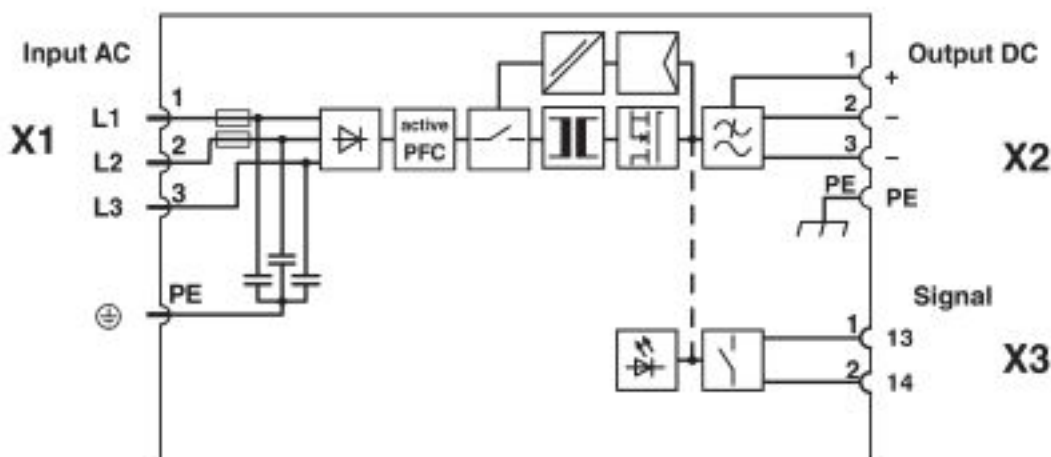 Input AC
X1
L1
1
L2
2
L3
3
PE
active
PFC
Output DC
X2
1
+
2
–
3
–
PE
PE
Signal
X3
1
13
2
14